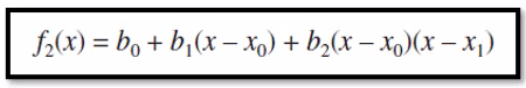 f₂(x) = b₀ + b₁(x – x₀) + b₂(x – x₀)(x – x₁)